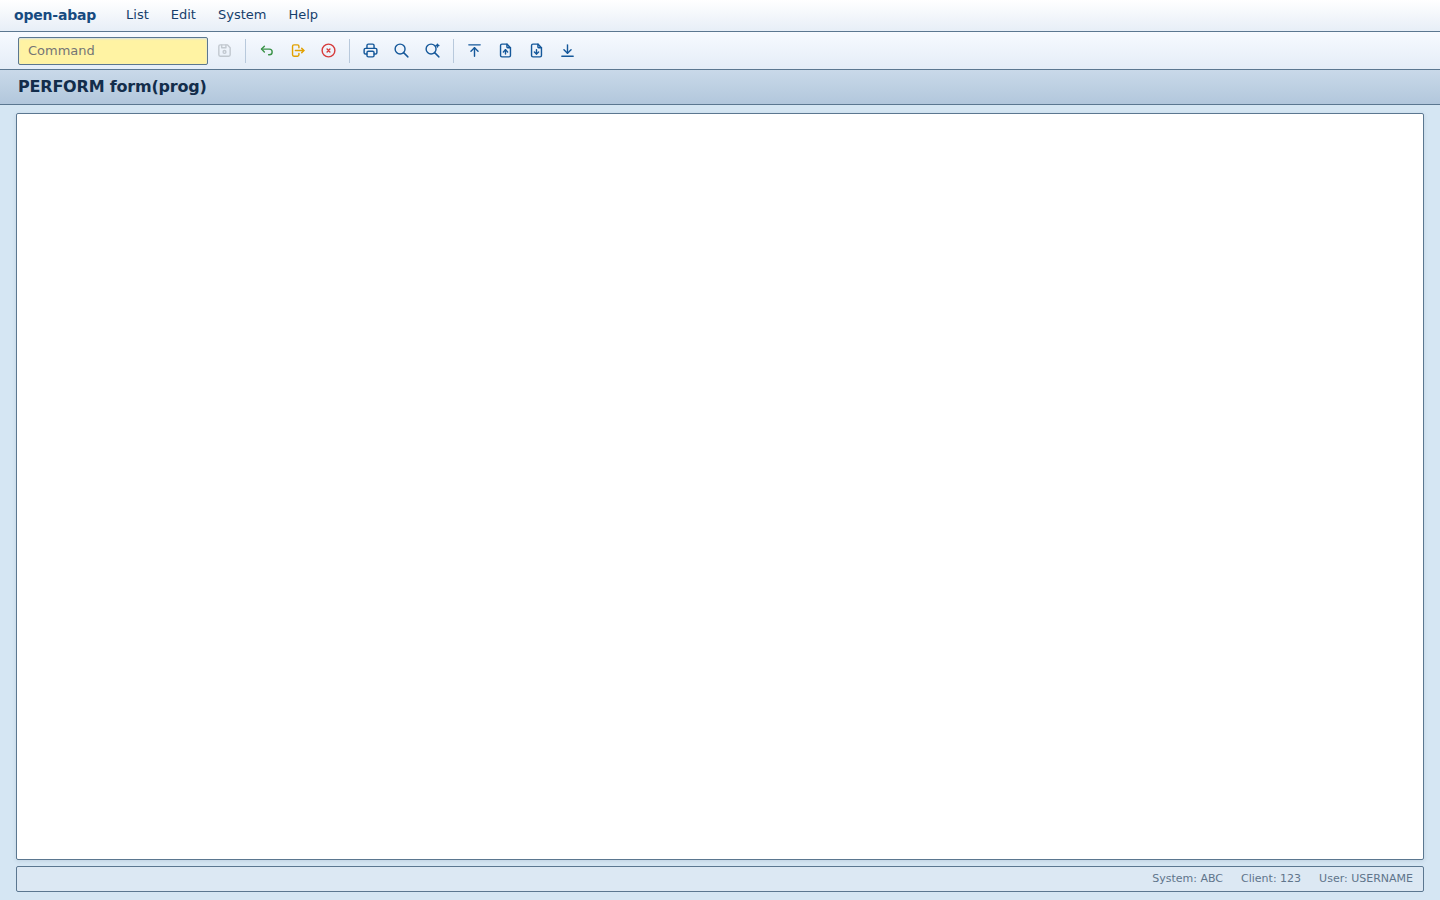 open-abap List Edit System Help
Command
PERFORM form(prog)
System: ABC Client: 123 User: USERNAME